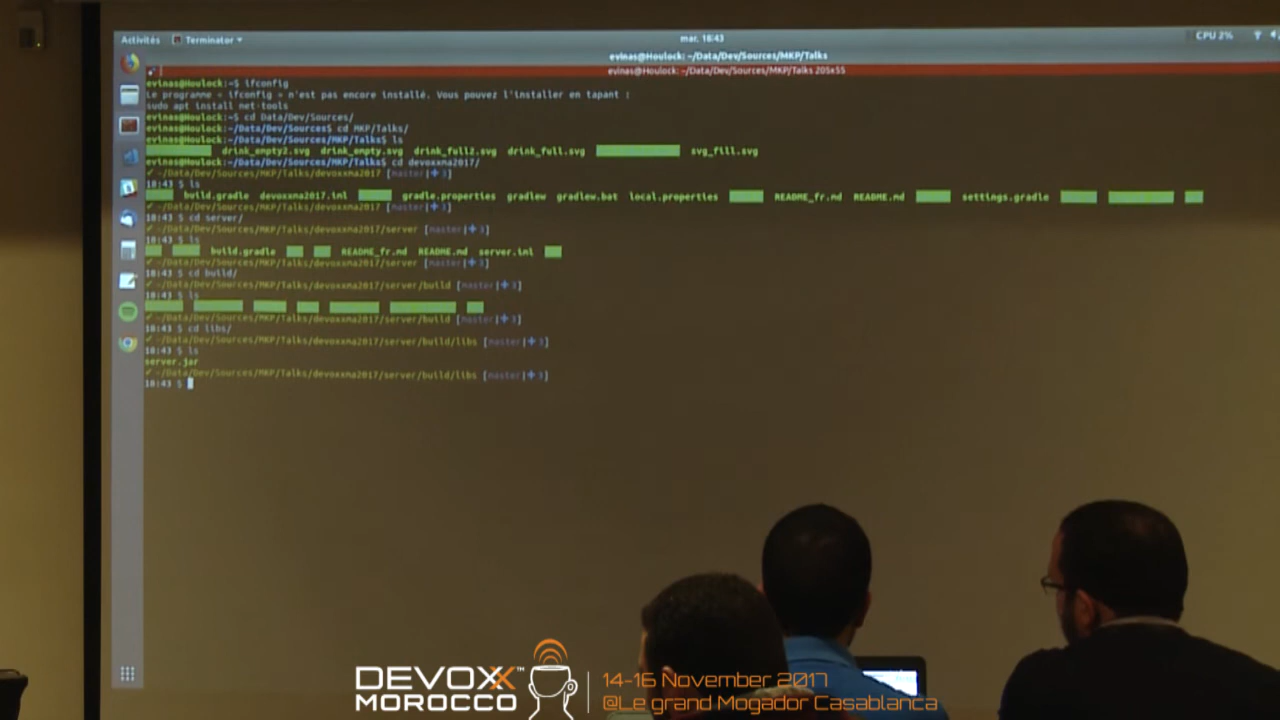 Activités Terminator mar. 18:43 CPU 2%
evinas@Houlock: ~/Data/Dev/Sources/MKP/Talks
evinas@Houlock: ~/Data/Dev/Sources/MKP/Talks 205x55
evinas@Houlock:~$ ifconfig
Le programme « ifconfig » n'est pas encore installé. Vous pouvez l'installer en tapant :
sudo apt install net-tools
evinas@Houlock:~$ cd Data/Dev/Sources/
evinas@Houlock:~/Data/Dev/Sources$ cd MKP/Talks/
evinas@Houlock:~/Data/Dev/Sources/MKP/Talks$ ls
drink_empty2.svg drink_empty.svg drink_full2.svg drink_full.svg svg_fill.svg
evinas@Houlock:~/Data/Dev/Sources/MKP/Talks$ cd devoxxma2017/
✔ ~/Data/Dev/Sources/MKP/Talks/devoxxma2017 [master|✚ 3]
18:43 $ ls
build.gradle devoxxma2017.iml gradle.properties gradlew gradlew.bat local.properties README_fr.md README.md settings.gradle
✔ ~/Data/Dev/Sources/MKP/Talks/devoxxma2017 [master|✚ 3]
18:43 $ cd server/
✔ ~/Data/Dev/Sources/MKP/Talks/devoxxma2017/server [master|✚ 3]
18:43 $ ls
build.gradle README_fr.md README.md server.iml
✔ ~/Data/Dev/Sources/MKP/Talks/devoxxma2017/server [master|✚ 3]
18:43 $ cd build/
✔ ~/Data/Dev/Sources/MKP/Talks/devoxxma2017/server/build [master|✚ 3]
18:43 $ ls
✔ ~/Data/Dev/Sources/MKP/Talks/devoxxma2017/server/build [master|✚ 3]
18:43 $ cd libs/
✔ ~/Data/Dev/Sources/MKP/Talks/devoxxma2017/server/build/libs [master|✚ 3]
18:43 $ ls
server.jar
✔ ~/Data/Dev/Sources/MKP/Talks/devoxxma2017/server/build/libs [master|✚ 3]
18:43 $
DEVOXX™
MOROCCO
14-16 November 2017
@Le grand Mogador Casablanca